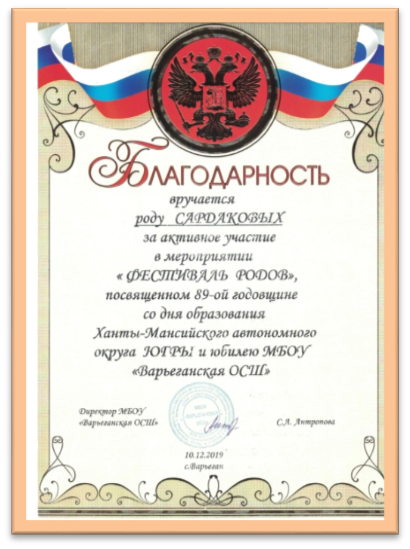 БЛАГОДАРНОСТЬ
вручается
роду САРДАКОВЫХ
за активное участие
в мероприятии
« ФЕСТИВАЛЬ РОДОВ»,
посвященном 89-ой годовщине
со дня образования
Ханты-Мансийского автономного
округа ЮГРЫ и юбилею МБОУ
«Варьеганская ОСШ»
Директор МБОУ
«Варьеганская ОСШ»
С.А. Антропова
10.12.2019
с.Варьеган